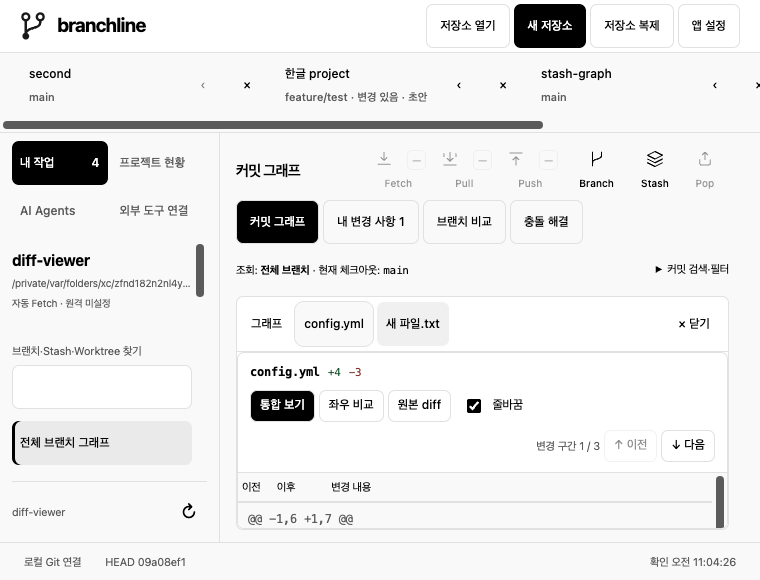 branchline
저장소 열기
새 저장소
저장소 복제
앱 설정
second
main
‹
×
한글 project
feature/test · 변경 있음 · 초안
‹
×
stash-graph
main
‹
×
내 작업 4
프로젝트 현황
AI Agents
외부 도구 연결
diff-viewer
/private/var/folders/xc/zfnd182n2nl4y...
자동 Fetch · 원격 미설정
브랜치·Stash·Worktree 찾기
전체 브랜치 그래프
diff-viewer
커밋 그래프
Fetch
Pull
Push
Branch
Stash
Pop
커밋 그래프
내 변경 사항 1
브랜치 비교
충돌 해결
조회: 전체 브랜치 · 현재 체크아웃: main
▶ 커밋 검색·필터
그래프
config.yml
새 파일.txt
× 닫기
config.yml +4 −3
통합 보기
좌우 비교
원본 diff
줄바꿈
변경 구간 1 / 3
↑ 이전
↓ 다음
이전 이후 변경 내용
@@ −1,6 +1,7 @@
로컬 Git 연결
HEAD 09a08ef1
확인 오전 11:04:26